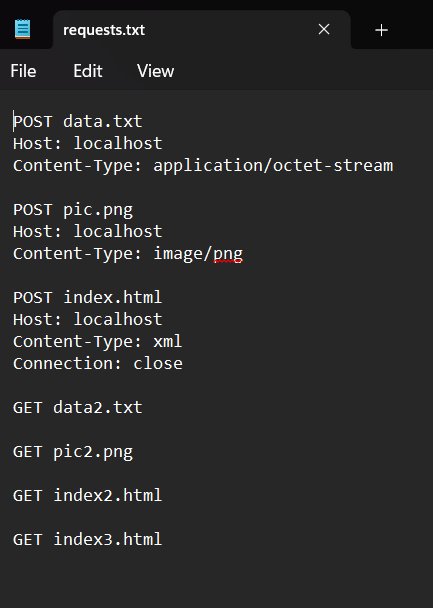 requests.txt
File Edit View
POST data.txt
Host: localhost
Content-Type: application/octet-stream
POST pic.png
Host: localhost
Content-Type: image/png
POST index.html
Host: localhost
Content-Type: xml
Connection: close
GET data2.txt
GET pic2.png
GET index2.html
GET index3.html